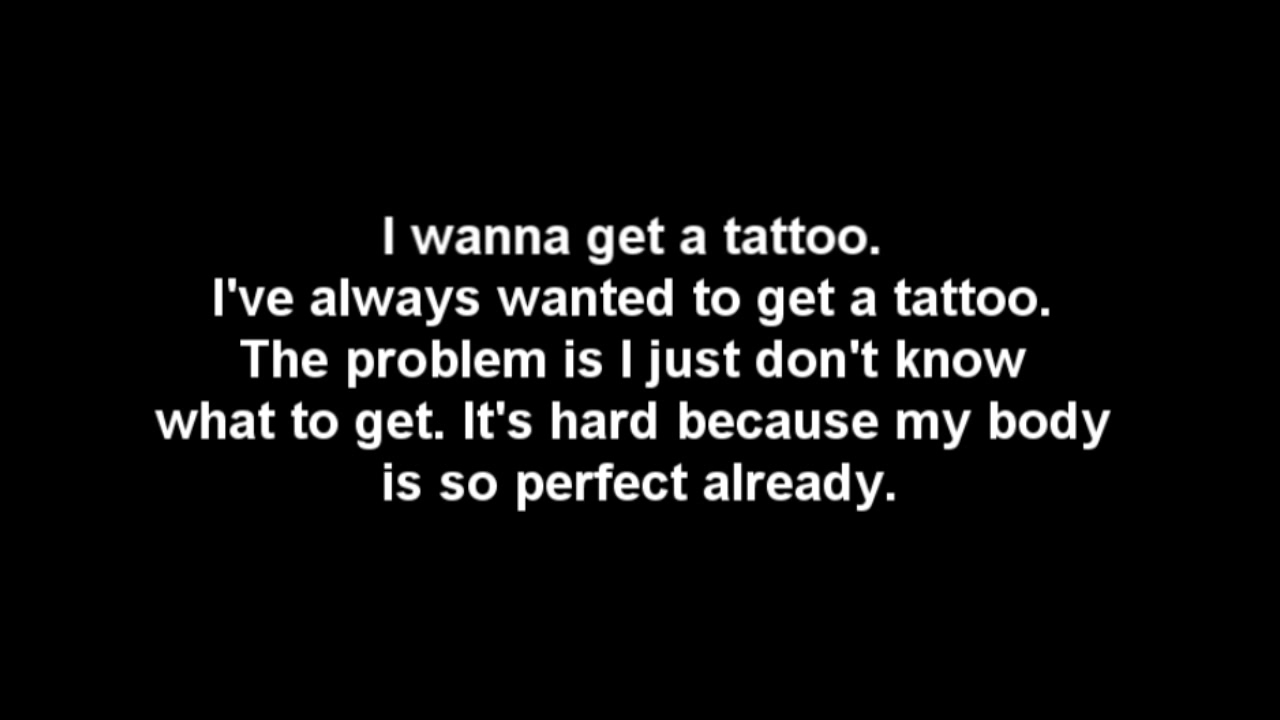 I wanna get a tattoo.
I've always wanted to get a tattoo.
The problem is I just don't know
what to get. It's hard because my body
is so perfect already.